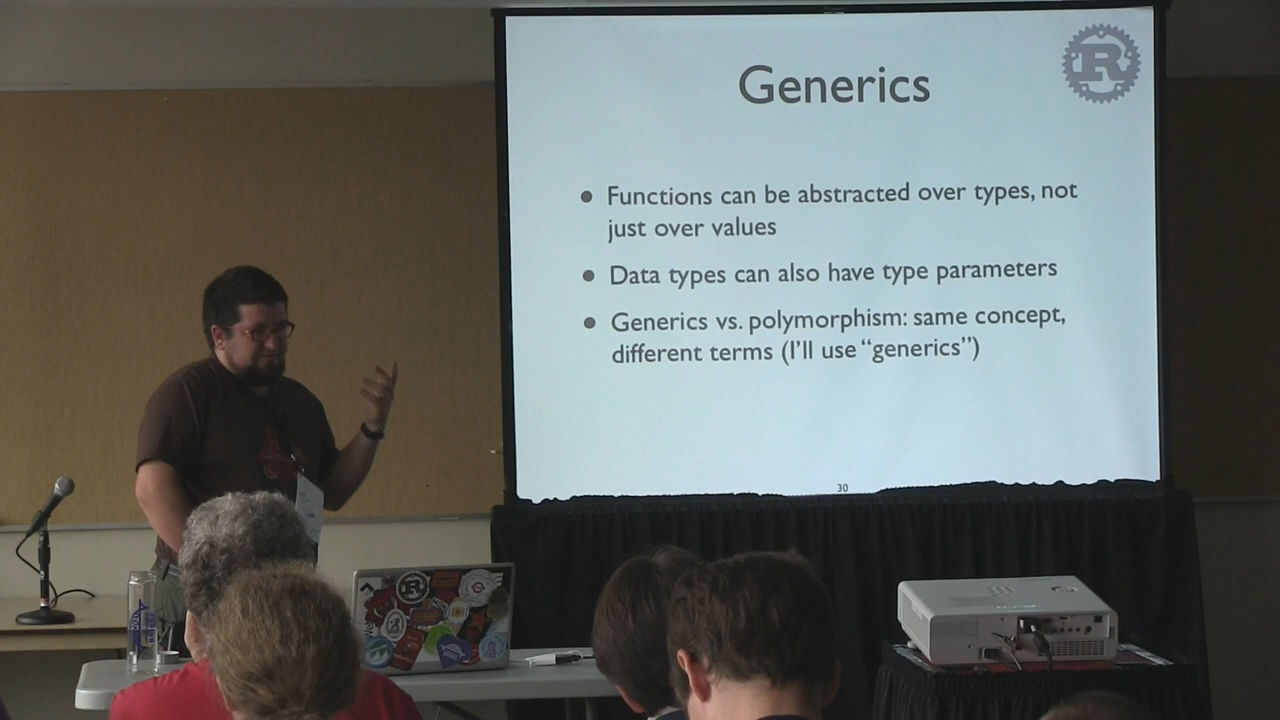 Generics
R
• Functions can be abstracted over types, not
just over values
• Data types can also have type parameters
• Generics vs. polymorphism: same concept,
different terms (I'll use “generics”)
30
R